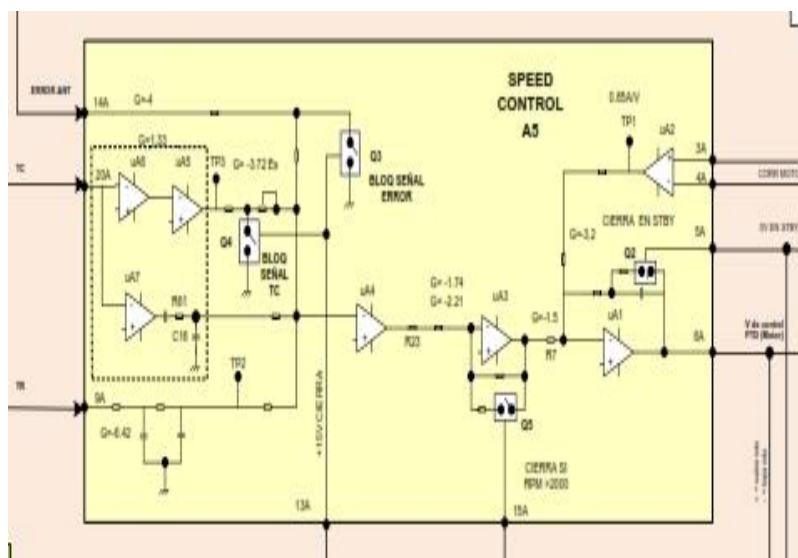 ERROR ANT
14A
G=-4
SPEED
CONTROL
A5
0.65A/V
TP1
uA2
3A
4A
CORR MOTO
G=1.33
uA6
uA5
TP3
G= -3.72 Es
TC
20A
Q3
BLOQ SEÑAL
ERROR
Q4
BLOQ
SEÑAL
TC
CIERRA EN STBY
5A
G=-3.2
Q2
uA7
R61
C16
uA4
G= -1.74
G= -2.21
uA3
R23
G=-1.5
R7
uA1
6A
V de control
TP2
9A
G=-6.42
+15V CIERRA
Q5
CIERRA SI
RPM >2000
13A
15A